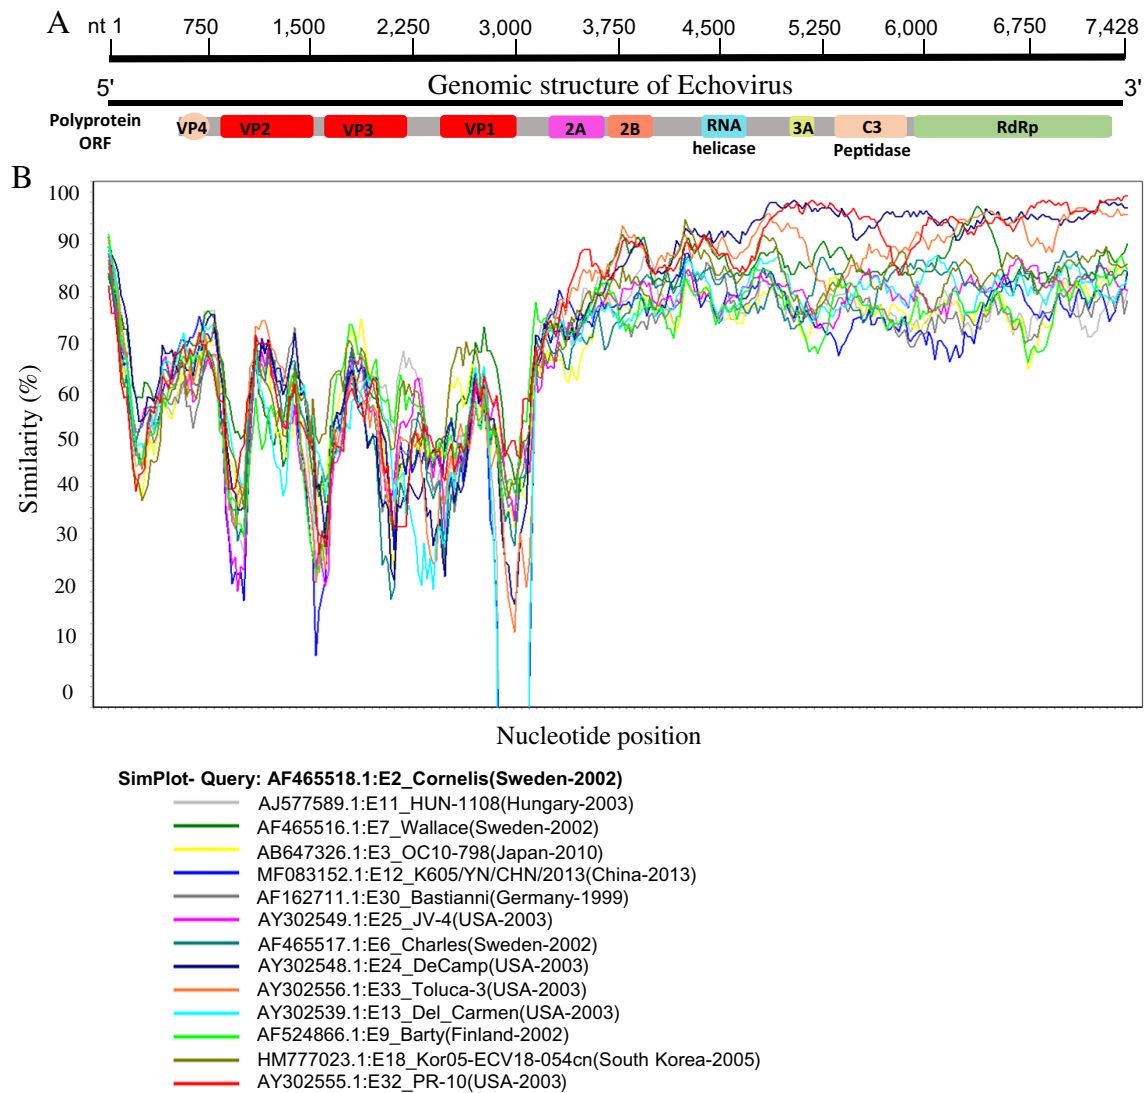 A
nt 1 750 1,500 2,250 3,000 3,750 4,500 5,250 6,000 6,750 7,428
5' Genomic structure of Echovirus 3'
Polyprotein
ORF
VP4 VP2 VP3 VP1 2A 2B RNA 3A C3 RdRp
helicase Peptidase
B
100
90
80
70
60
50
40
30
20
10
0
Similarity (%)
Nucleotide position
SimPlot- Query: AF465518.1:E2_Cornelis(Sweden-2002)
AJ577589.1:E11_HUN-1108(Hungary-2003)
AF465516.1:E7_Wallace(Sweden-2002)
AB647326.1:E3_OC10-798(Japan-2010)
MF083152.1:E12_K605/YN/CHN/2013(China-2013)
AF162711.1:E30_Bastianni(Germany-1999)
AY302549.1:E25_JV-4(USA-2003)
AF465517.1:E6_Charles(Sweden-2002)
AY302548.1:E24_DeCamp(USA-2003)
AY302556.1:E33_Toluca-3(USA-2003)
AY302539.1:E13_Del_Carmen(USA-2003)
AF524866.1:E9_Barty(Finland-2002)
HM777023.1:E18_Kor05-ECV18-054cn(South Korea-2005)
AY302555.1:E32_PR-10(USA-2003)